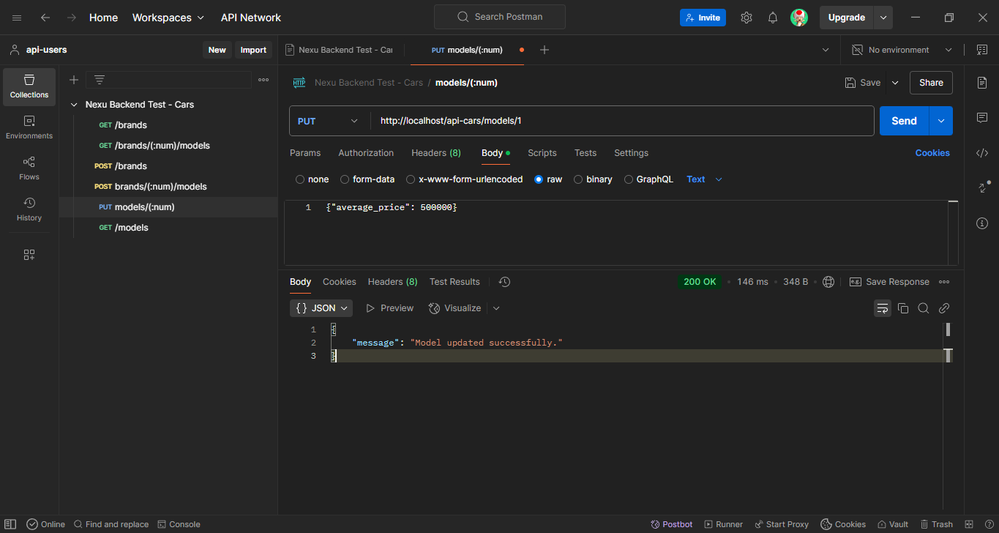 Home Workspaces API Network Search Postman Invite Upgrade
api-users New Import Nexu Backend Test - Car PUT models/(:num) No environment
Collections
Environments
Flows
History
Nexu Backend Test - Cars
GET /brands
GET /brands/(:num)/models
POST /brands
POST brands/(:num)/models
PUT models/(:num)
GET /models
HTTP Nexu Backend Test - Cars / models/(:num) Save Share
PUT http://localhost/api-cars/models/1 Send
Params Authorization Headers (8) Body Scripts Tests Settings Cookies
none form-data x-www-form-urlencoded raw binary GraphQL Text
1 {"average_price": 500000}
Body Cookies Headers (8) Test Results 200 OK • 146 ms • 348 B • e.g. Save Response
{} JSON Preview Visualize
1 {
2 "message": "Model updated successfully."
3 }
Online Find and replace Console Postbot Runner Start Proxy Cookies Vault Trash